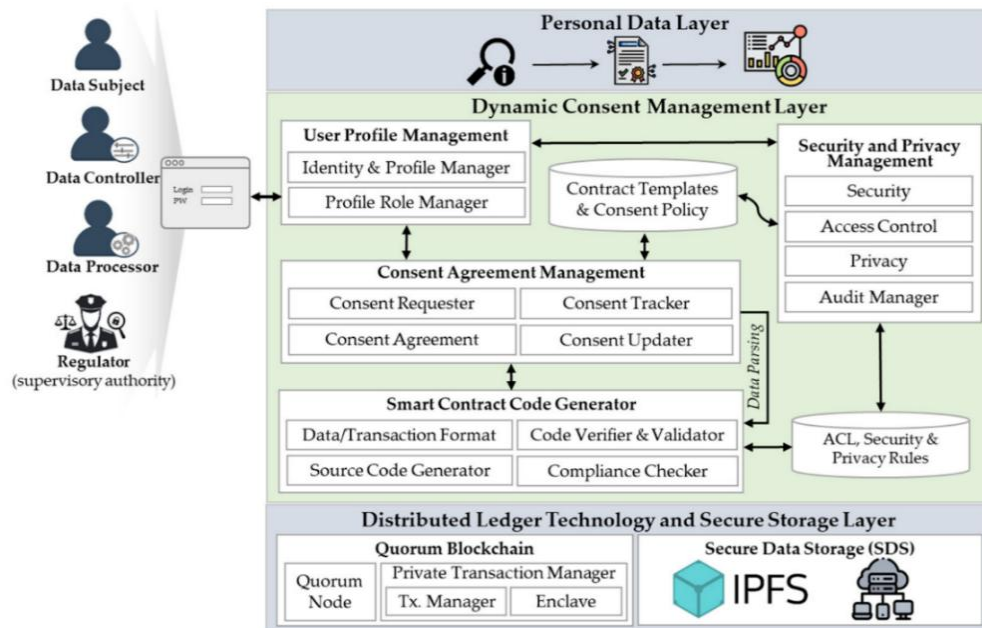 Data Subject
Data Controller
Data Processor
Regulator
(supervisory authority)
Login
PW
Personal Data Layer
Dynamic Consent Management Layer
User Profile Management
Identity & Profile Manager
Profile Role Manager
Contract Templates
& Consent Policy
Security and Privacy
Management
Security
Access Control
Privacy
Audit Manager
Consent Agreement Management
Consent Requester
Consent Tracker
Consent Agreement
Consent Updater
Data Parsing
Smart Contract Code Generator
Data/Transaction Format
Code Verifier & Validator
Source Code Generator
Compliance Checker
ACL, Security &
Privacy Rules
Distributed Ledger Technology and Secure Storage Layer
Quorum Blockchain
Quorum
Node
Private Transaction Manager
Tx. Manager
Enclave
Secure Data Storage (SDS)
IPFS